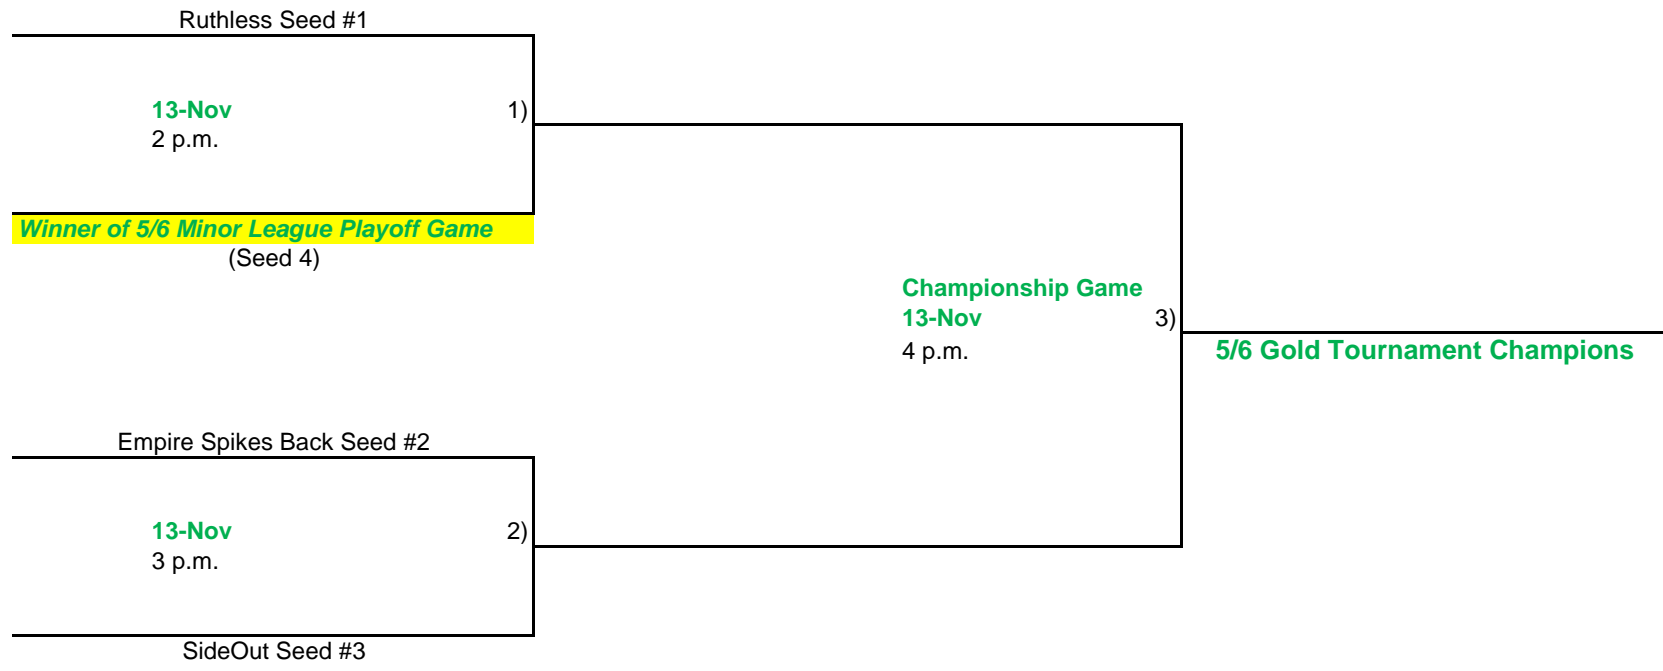 Ruthless Seed #1
13-Nov
1)
2 p.m.
Winner of 5/6 Minor League Playoff Game
(Seed 4)
Championship Game
13-Nov
3)
4 p.m.
5/6 Gold Tournament Champions
Empire Spikes Back Seed #2
13-Nov
2)
3 p.m.
SideOut Seed #3